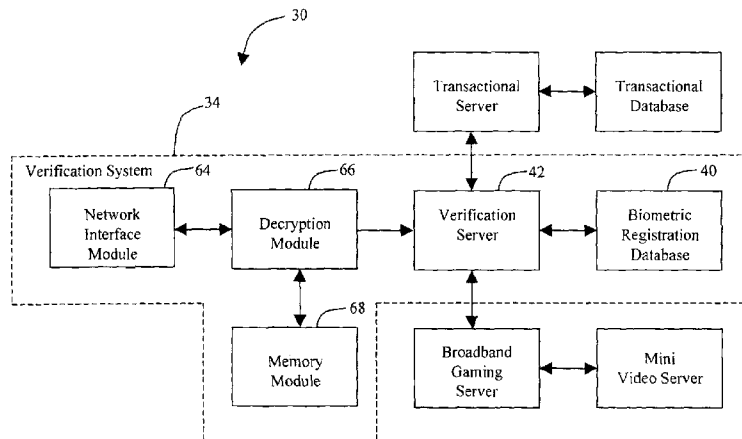 30
Transactional
Server
Transactional
Database
34
Verification System
64
66
42
40
Network
Interface
Module
Decryption
Module
Verification
Server
Biometric
Registration
Database
68
Memory
Module
Broadband
Gaming
Server
Mini
Video Server